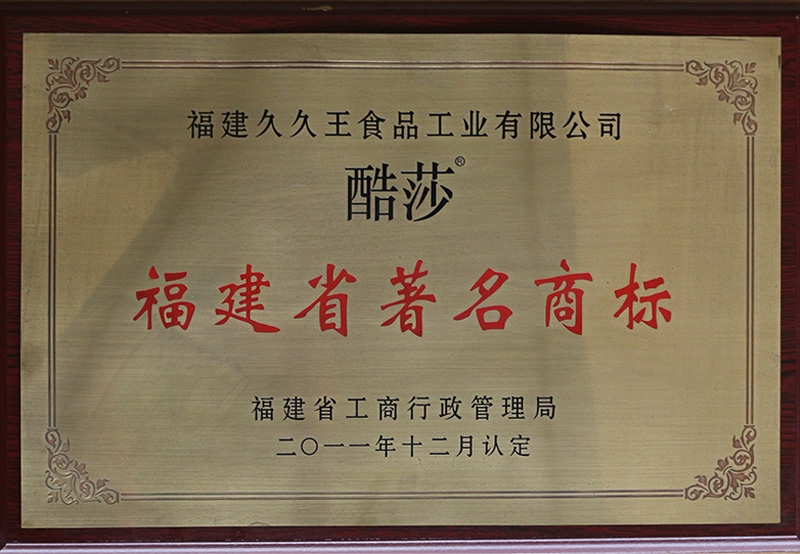 福建久久王食品工业有限公司
酷莎®
福建省著名商标
福建省工商行政管理局
二〇一一年十二月认定